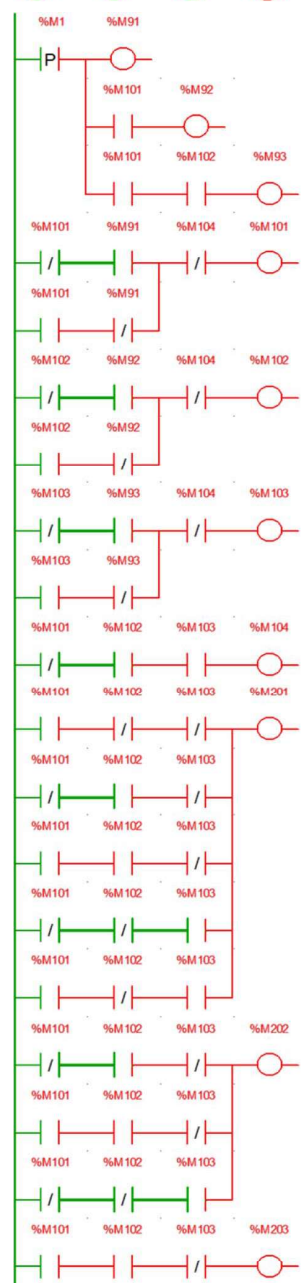 %M1 %M91
P
%M101 %M92
%M101 %M102 %M93
%M101 %M91 %M104 %M101
/ /
%M101 %M91
/
%M102 %M92 %M104 %M102
/ /
%M102 %M92
/
%M103 %M93 %M104 %M103
/ /
%M103 %M93
/
%M101 %M102 %M103 %M104
/
%M101 %M102 %M103 %M201
/ /
%M101 %M102 %M103
/ /
%M101 %M102 %M103
/
%M101 %M102 %M103
/ /
%M101 %M102 %M103
/
%M101 %M102 %M103 %M202
/ /
%M101 %M102 %M103
/
%M101 %M102 %M103
/ /
%M101 %M102 %M103 %M203
/